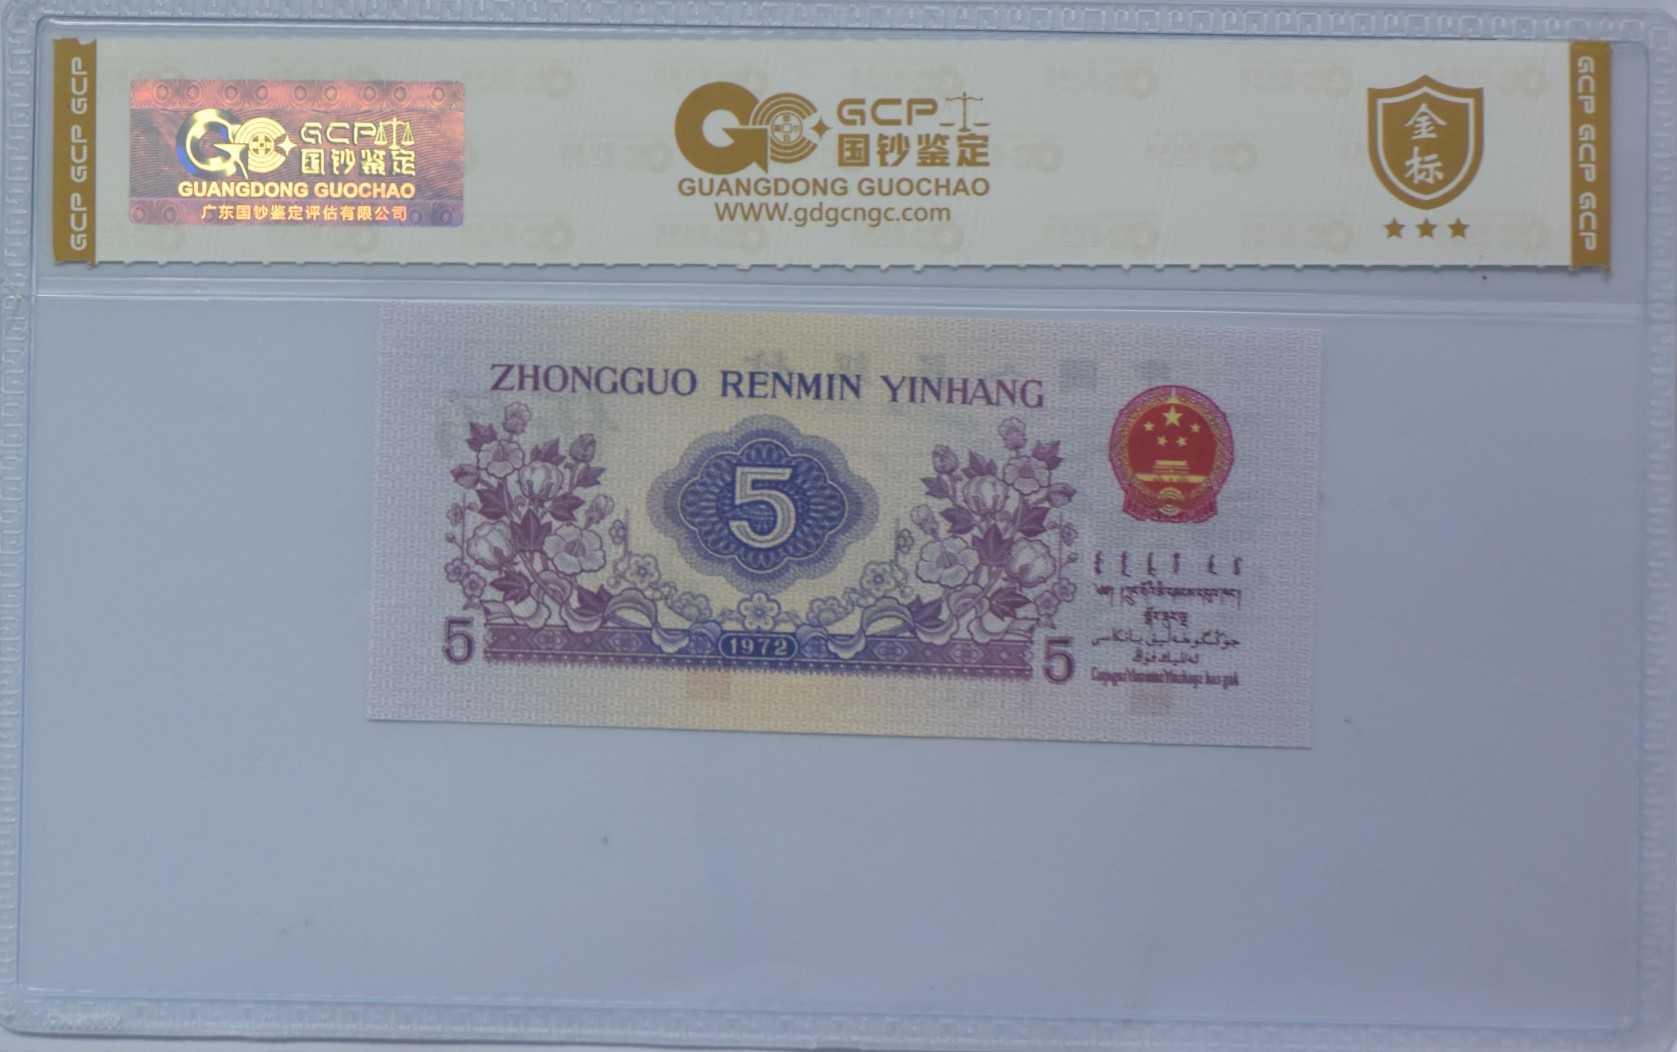 GCP GCP GCP
GCP 国钞鉴定
GUANGDONG GUOCHAO
广东国钞鉴定评估有限公司
GCP
国钞鉴定
GUANGDONG GUOCHAO
WWW.gdgcngc.com
金标
GCP GCP GCP
ZHONGGUO RENMIN YINHANG
5
1972
5
5